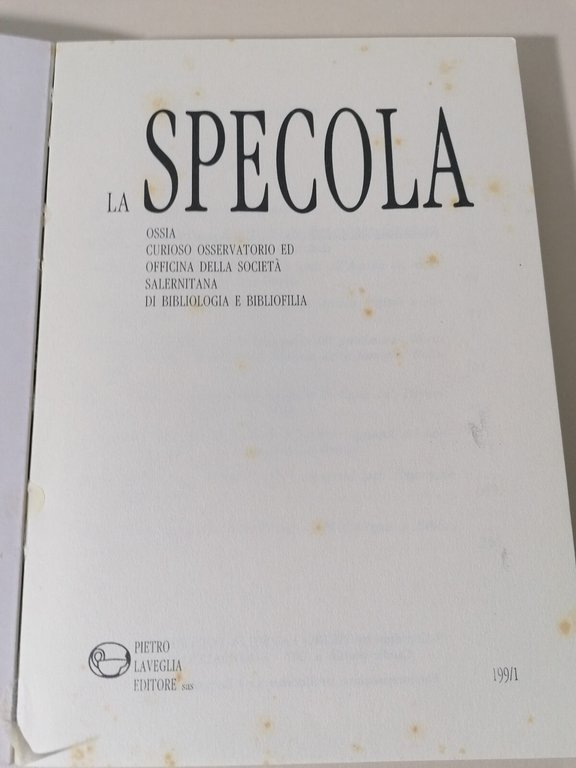 LA SPECOLA
OSSIA
CURIOSO OSSERVATORIO ED
OFFICINA DELLA SOCIETÀ
SALERNITANA
DI BIBLIOLOGIA E BIBLIOFILIA
PIETRO
LAVEGLIA
EDITORE sas
199/1